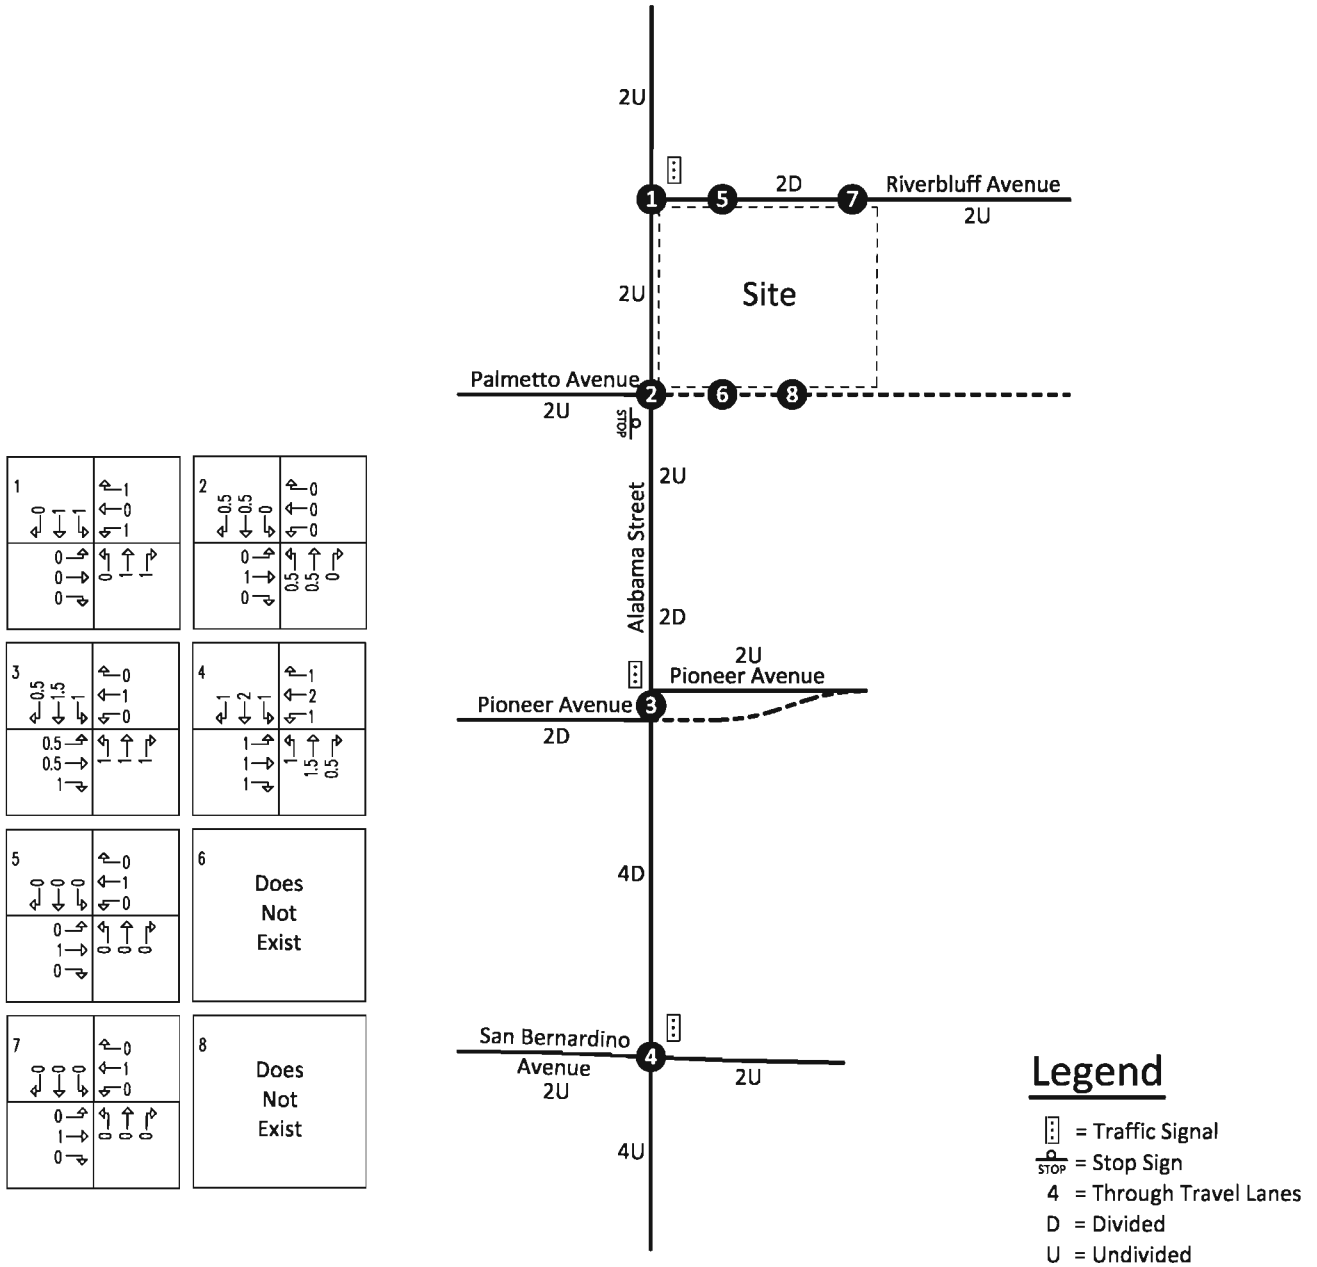 2U
1
5
2D
7
Riverbluff Avenue
2U
2U
Site
Palmetto Avenue
2
6
8
2U
STOP
2U
Alabama Street
2D
2U
Pioneer Avenue
Pioneer Avenue
3
2D
4D
San Bernardino
Avenue
2U
4
2U
4U
1
0 1 1
1
0
1
0
0
0
0 1 1
2
0.5 0.5 0
0
0
0
0
1
0
0.5 0.5 0
3
0.5 1.5 1
0
1
0
0.5
0.5
1
1 1 1
4
1 2 1
1
2
1
1
1
1
1 1.5 0.5
5
0 0 0
0
1
0
0
1
0
0 0 0
6
Does
Not
Exist
7
0 0 0
0
1
0
0
1
0
0 0 0
8
Does
Not
Exist
Legend
= Traffic Signal
STOP = Stop Sign
4 = Through Travel Lanes
D = Divided
U = Undivided